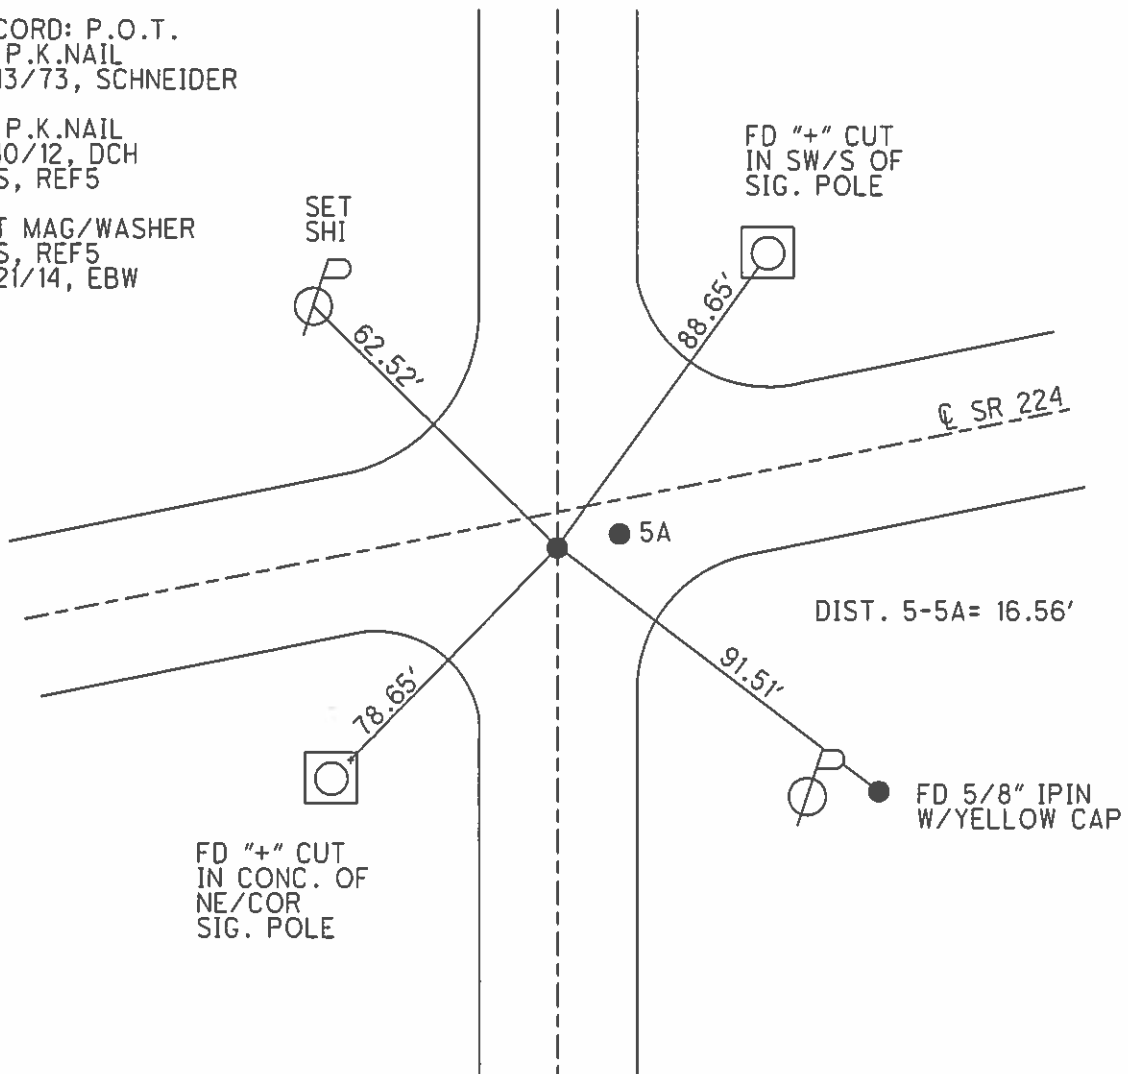 CORD: P.O.T.
P.K.NAIL
13/73, SCHNEIDER
P.K.NAIL
30/12, DCH
S, REF5
T MAG/WASHER
S, REF5
21/14, EBW
SET
SHI
FD "+" CUT
IN SW/S OF
SIG. POLE
62.52'
88.65'
℄ SR 224
5A
DIST. 5-5A= 16.56'
78.65'
91.51'
FD 5/8" IPIN
W/YELLOW CAP
FD "+" CUT
IN CONC. OF
NE/COR
SIG. POLE